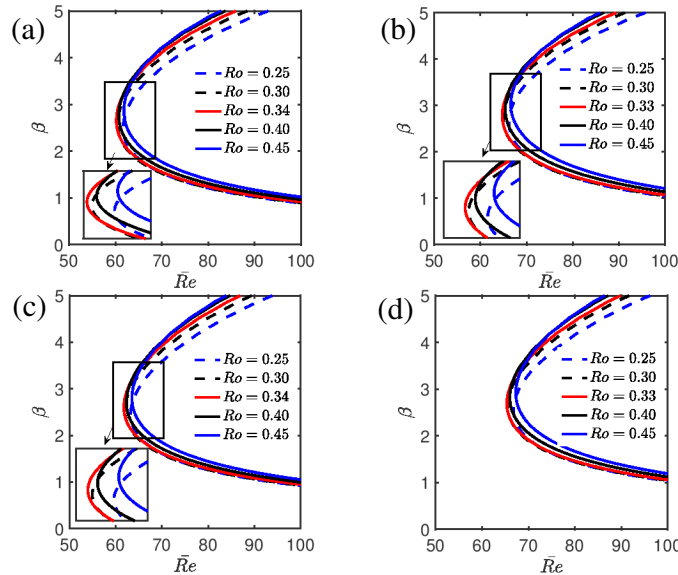 (a)
5
4
3
2
1
0
β
50 60 70 80 90 100
R̄e
Ro = 0.25
Ro = 0.30
Ro = 0.34
Ro = 0.40
Ro = 0.45
(b)
5
4
3
2
1
0
β
50 60 70 80 90 100
R̄e
Ro = 0.25
Ro = 0.30
Ro = 0.33
Ro = 0.40
Ro = 0.45
(c)
5
4
3
2
1
0
β
50 60 70 80 90 100
R̄e
Ro = 0.25
Ro = 0.30
Ro = 0.34
Ro = 0.40
Ro = 0.45
(d)
5
4
3
2
1
0
β
50 60 70 80 90 100
R̄e
Ro = 0.25
Ro = 0.30
Ro = 0.33
Ro = 0.40
Ro = 0.45